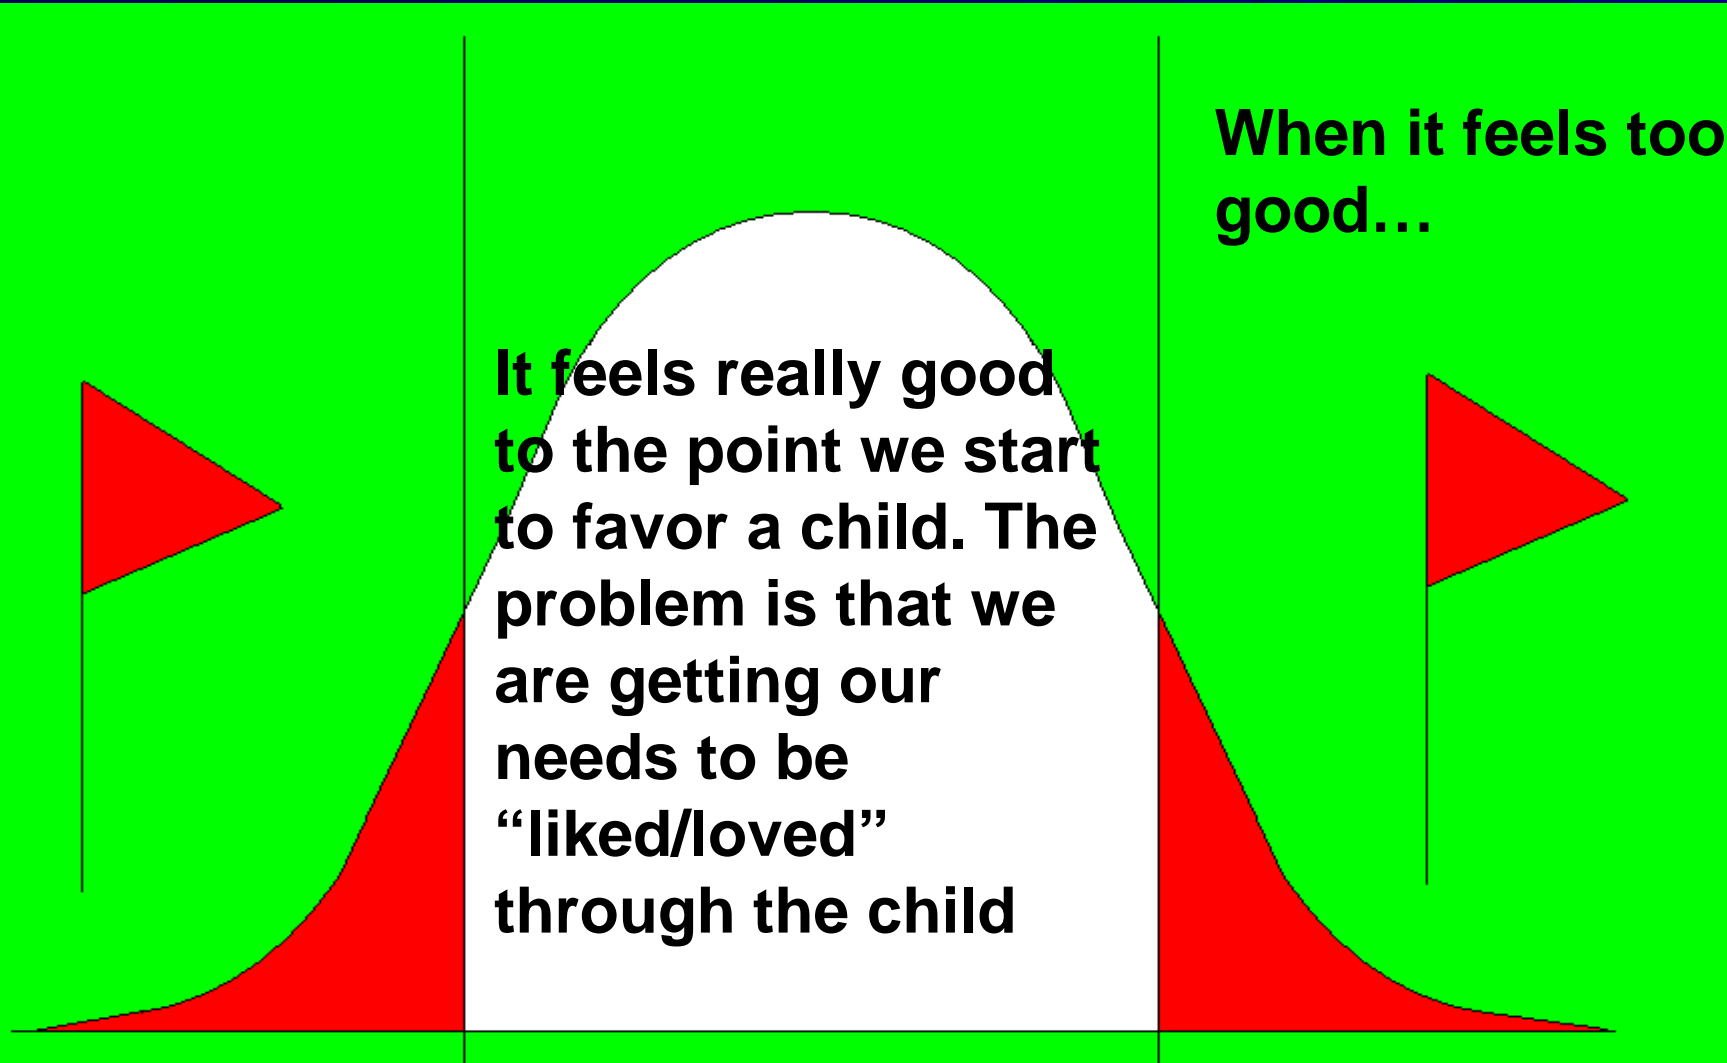 When it feels too
good…
It feels really good
to the point we start
to favor a child. The
problem is that we
are getting our
needs to be
“liked/loved”
through the child